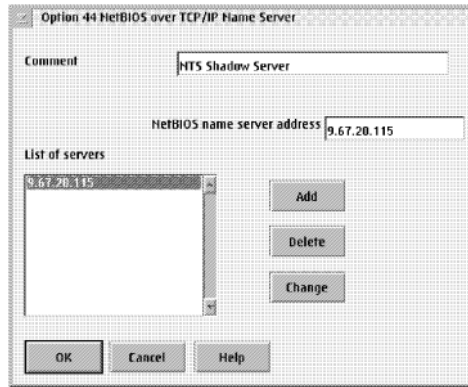 Option 44 NetBIOS over TCP/IP Name Server
Comment
NTS Shadow Server
NetBIOS name server address
9.67.20.115
List of servers
9.67.20.115
Add
Delete
Change
OK
Cancel
Help